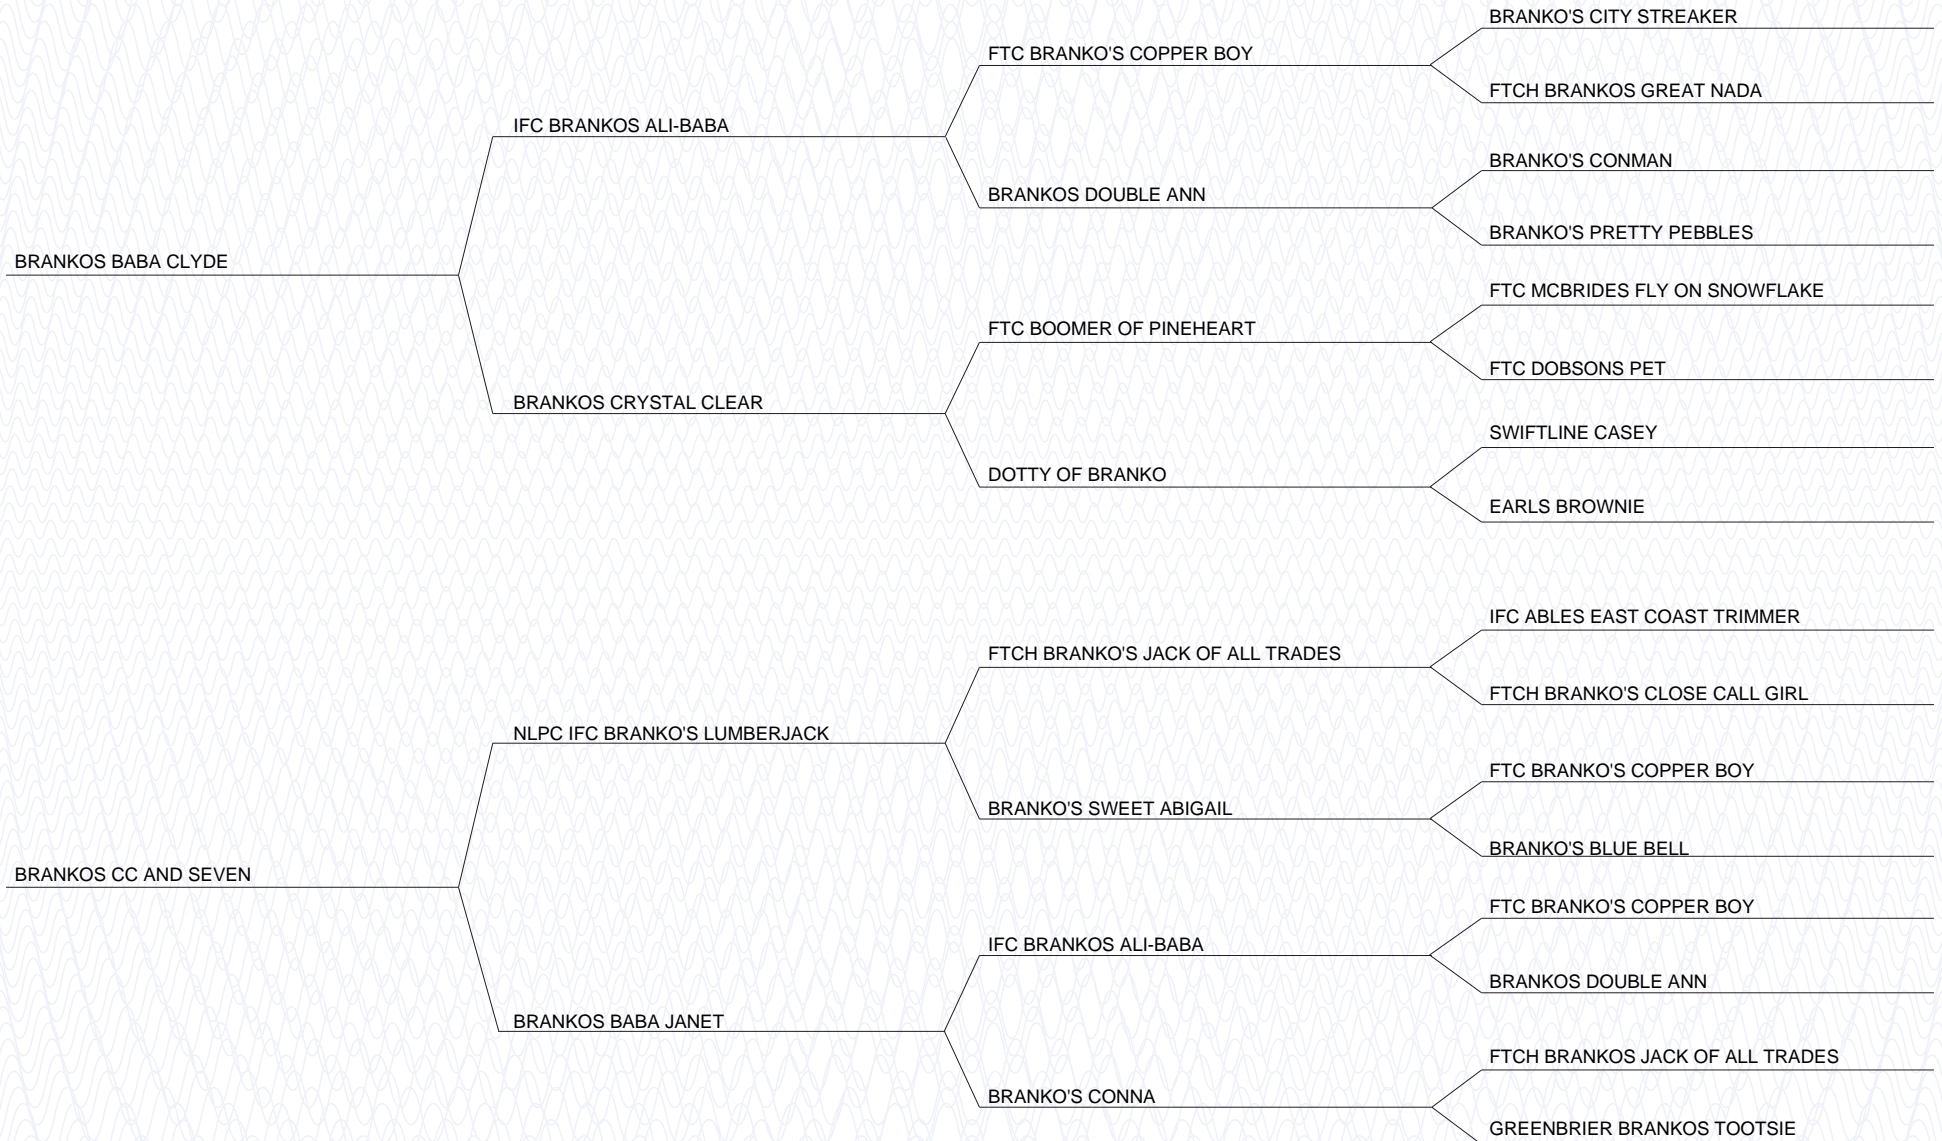 BRANKO'S CITY STREAKER
FTC BRANKO'S COPPER BOY
FTCH BRANKOS GREAT NADA
IFC BRANKOS ALI-BABA
BRANKO'S CONMAN
BRANKOS DOUBLE ANN
BRANKO'S PRETTY PEBBLES
BRANKOS BABA CLYDE
FTC MCBRIDES FLY ON SNOWFLAKE
FTC BOOMER OF PINEHEART
FTC DOBSONS PET
BRANKOS CRYSTAL CLEAR
SWIFTLINE CASEY
DOTTY OF BRANKO
EARLS BROWNIE
IFC ABLES EAST COAST TRIMMER
FTCH BRANKO'S JACK OF ALL TRADES
FTCH BRANKO'S CLOSE CALL GIRL
NLPC IFC BRANKO'S LUMBERJACK
FTC BRANKO'S COPPER BOY
BRANKO'S SWEET ABIGAIL
BRANKO'S BLUE BELL
BRANKOS CC AND SEVEN
FTC BRANKO'S COPPER BOY
IFC BRANKOS ALI-BABA
BRANKOS DOUBLE ANN
BRANKOS BABA JANET
FTCH BRANKOS JACK OF ALL TRADES
BRANKO'S CONNA
GREENBRIER BRANKOS TOOTSIE